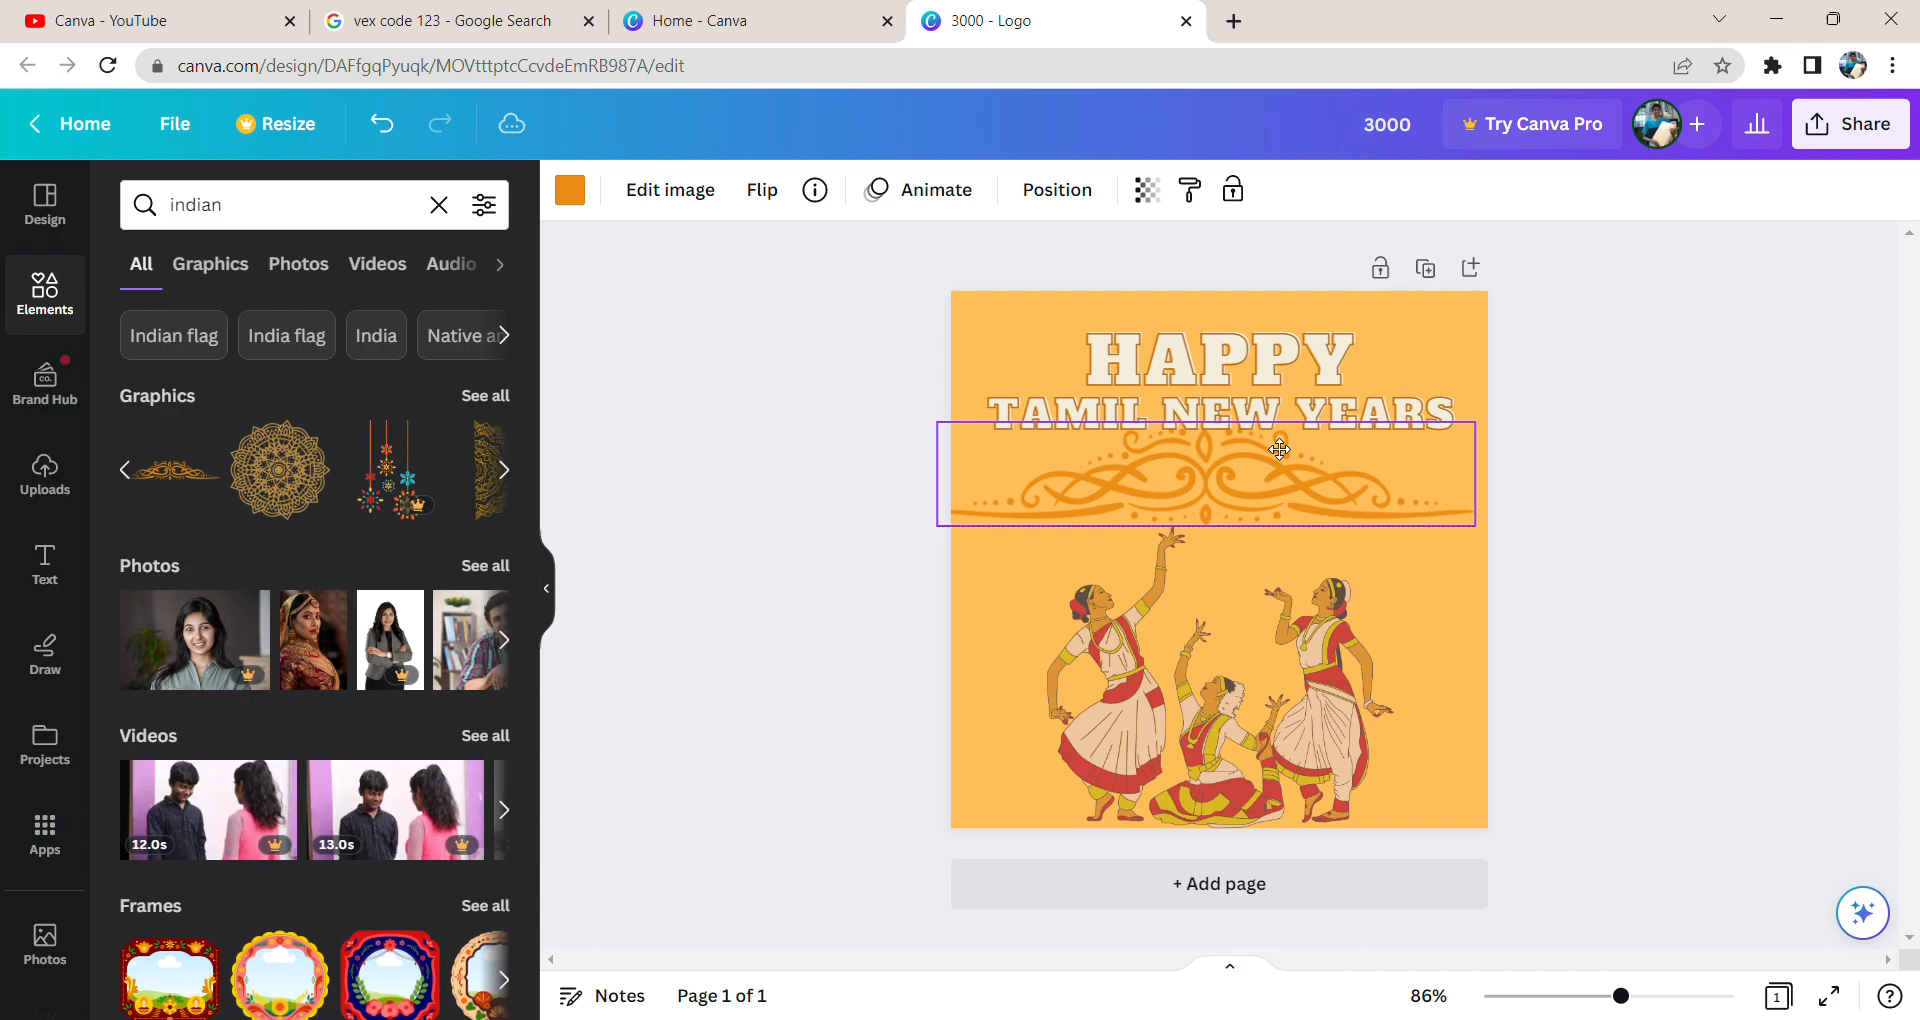 Canva - YouTube
vex code 123 - Google Search
Home - Canva
3000 - Logo
canva.com/design/DAFfgqPyuqk/MOVtttptcCcvdeEmRB987A/edit
Home
File
Resize
3000
Try Canva Pro
Share
Design
Elements
Brand Hub
CO.
Uploads
Text
Draw
Projects
Apps
Photos
indian
All
Graphics
Photos
Videos
Audio
Indian flag
India flag
India
Native
Graphics
See all
Photos
See all
Videos
See all
12.0s
13.0s
Frames
See all
Edit image
Flip
Animate
Position
HAPPY
TAMIL NEW YEARS
+ Add page
Notes
Page 1 of 1
86%
1